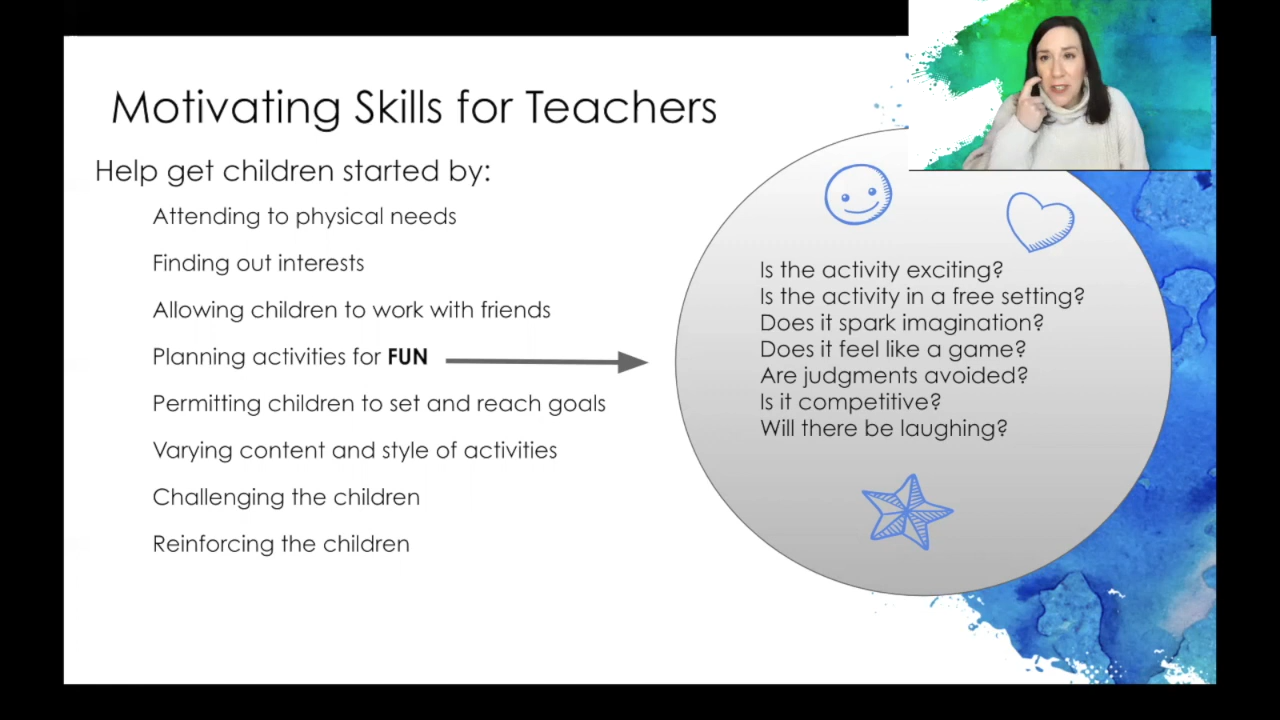 Motivating Skills for Teachers
Help get children started by:
Attending to physical needs
Finding out interests
Allowing children to work with friends
Planning activities for FUN
Permitting children to set and reach goals
Varying content and style of activities
Challenging the children
Reinforcing the children
Is the activity exciting?
Is the activity in a free setting?
Does it spark imagination?
Does it feel like a game?
Are judgments avoided?
Is it competitive?
Will there be laughing?